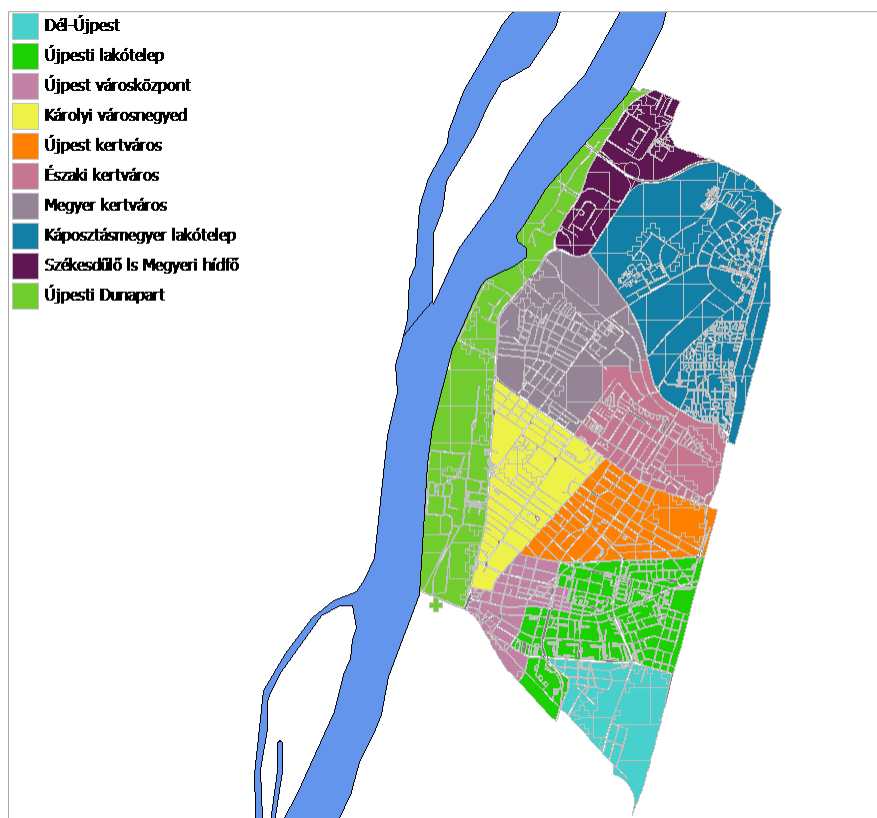 Dél-Újpest
Újpesti lakótelep
Újpest városközpont
Károlyi városnegyed
Újpest kertváros
Északi kertváros
Megyer kertváros
Káposztásmegyer lakótelep
Székesdűlő ls Megyeri hídfő
Újpesti Dunapart